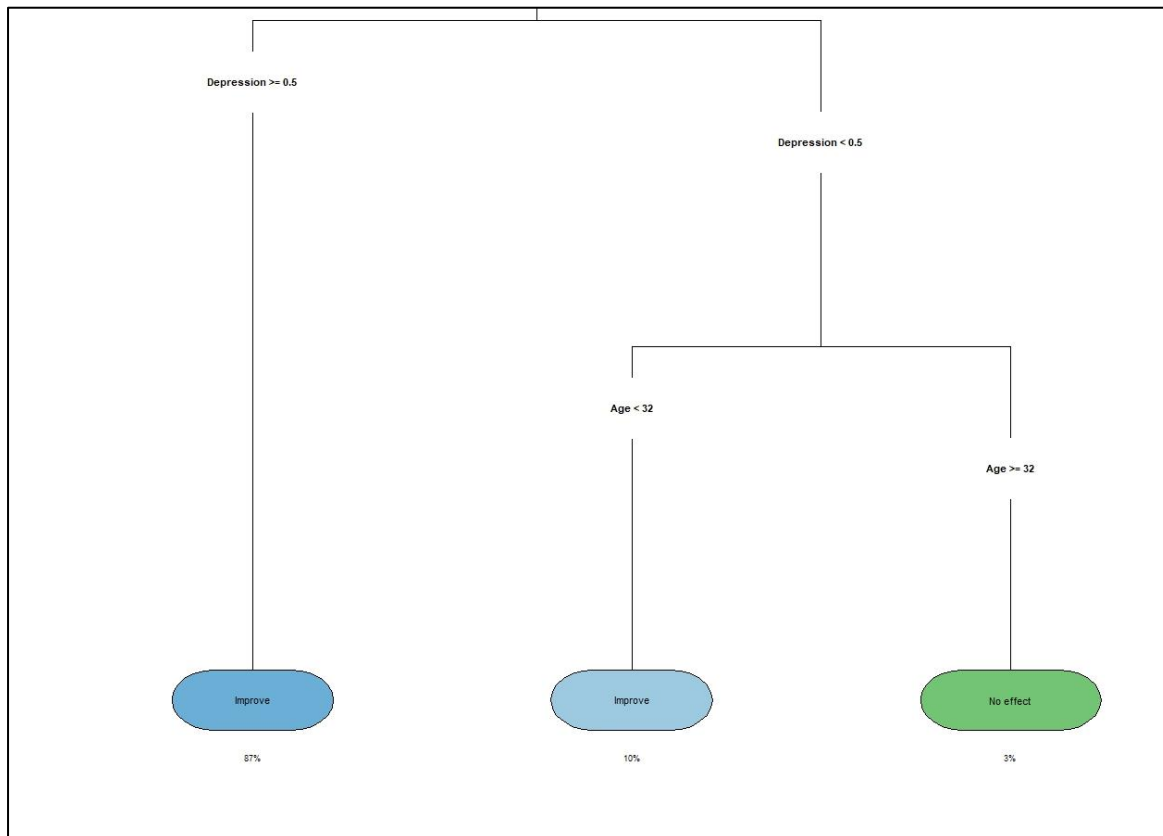 Depression >= 0.5
Depression < 0.5
Age < 32
Age >= 32
Improve
Improve
No effect
87%
10%
3%